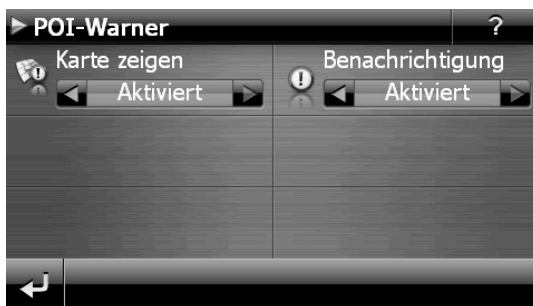 POI-Warner
?
Karte zeigen
Aktiviert
Benachrichtigung
Aktiviert